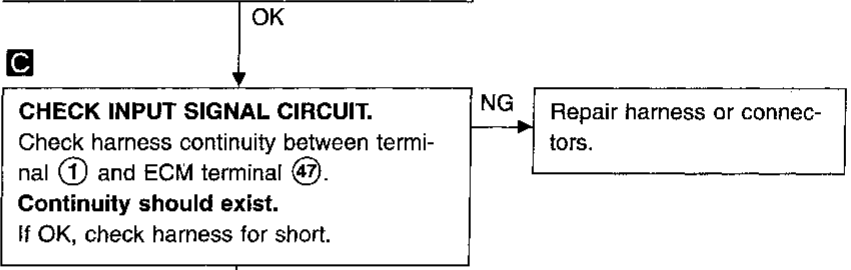 OK
C
CHECK INPUT SIGNAL CIRCUIT.
Check harness continuity between termi-
nal ① and ECM terminal ㊼.
Continuity should exist.
If OK, check harness for short.
NG
Repair harness or connec-
tors.